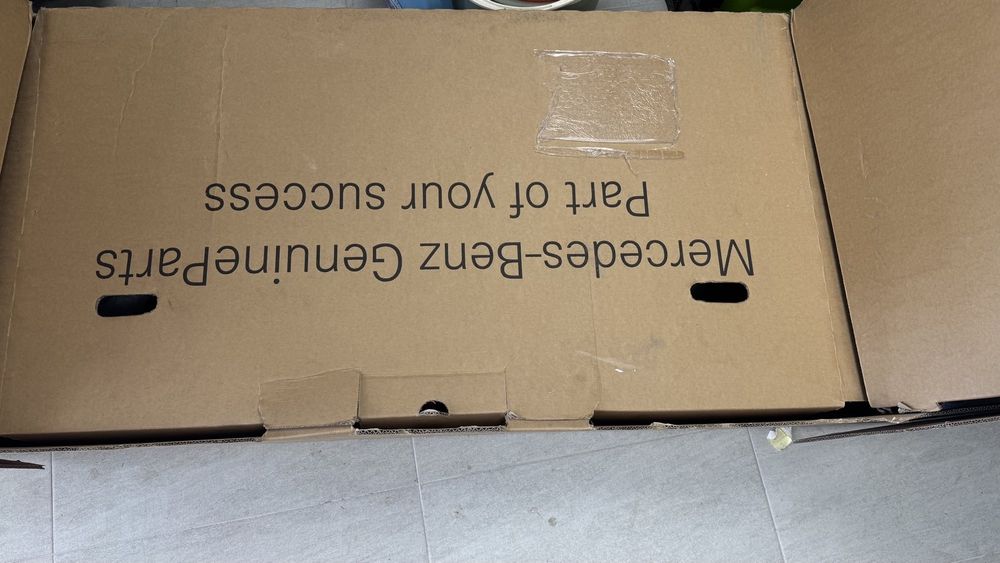 Mercedes-Benz GenuineParts
Part of your success